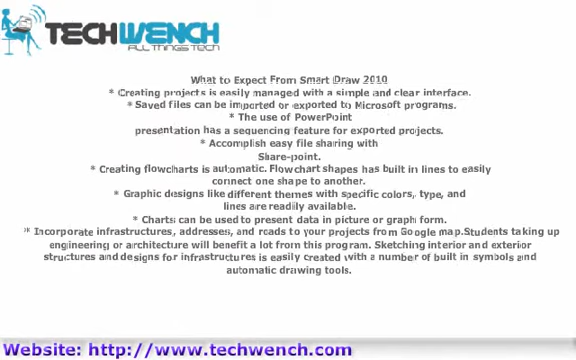 TECHWENCH
ALL THINGS TECH
What to Expect From Smart Draw 2010
* Creating projects is easily managed with a simple and clear interface.
* Saved files can be imported or exported to Microsoft programs.
* The use of PowerPoint
presentation has a sequencing feature for exported projects.
* Accomplish easy file sharing with
Share-point.
* Creating flowcharts is automatic. Flowchart shapes has built in lines to easily
connect one shape to another.
* Graphic designs like different themes with specific colors, type, and
lines are readily available.
* Charts can be used to present data in picture or graph form.
* Incorporate infrastructures, addresses, and roads to your projects from Google map.Students taking up
engineering or architecture will benefit a lot from this program. Sketching interior and exterior
structures and designs for infrastructures is easily created with a number of built in symbols and
automatic drawing tools.
Website: http://www.techwench.com